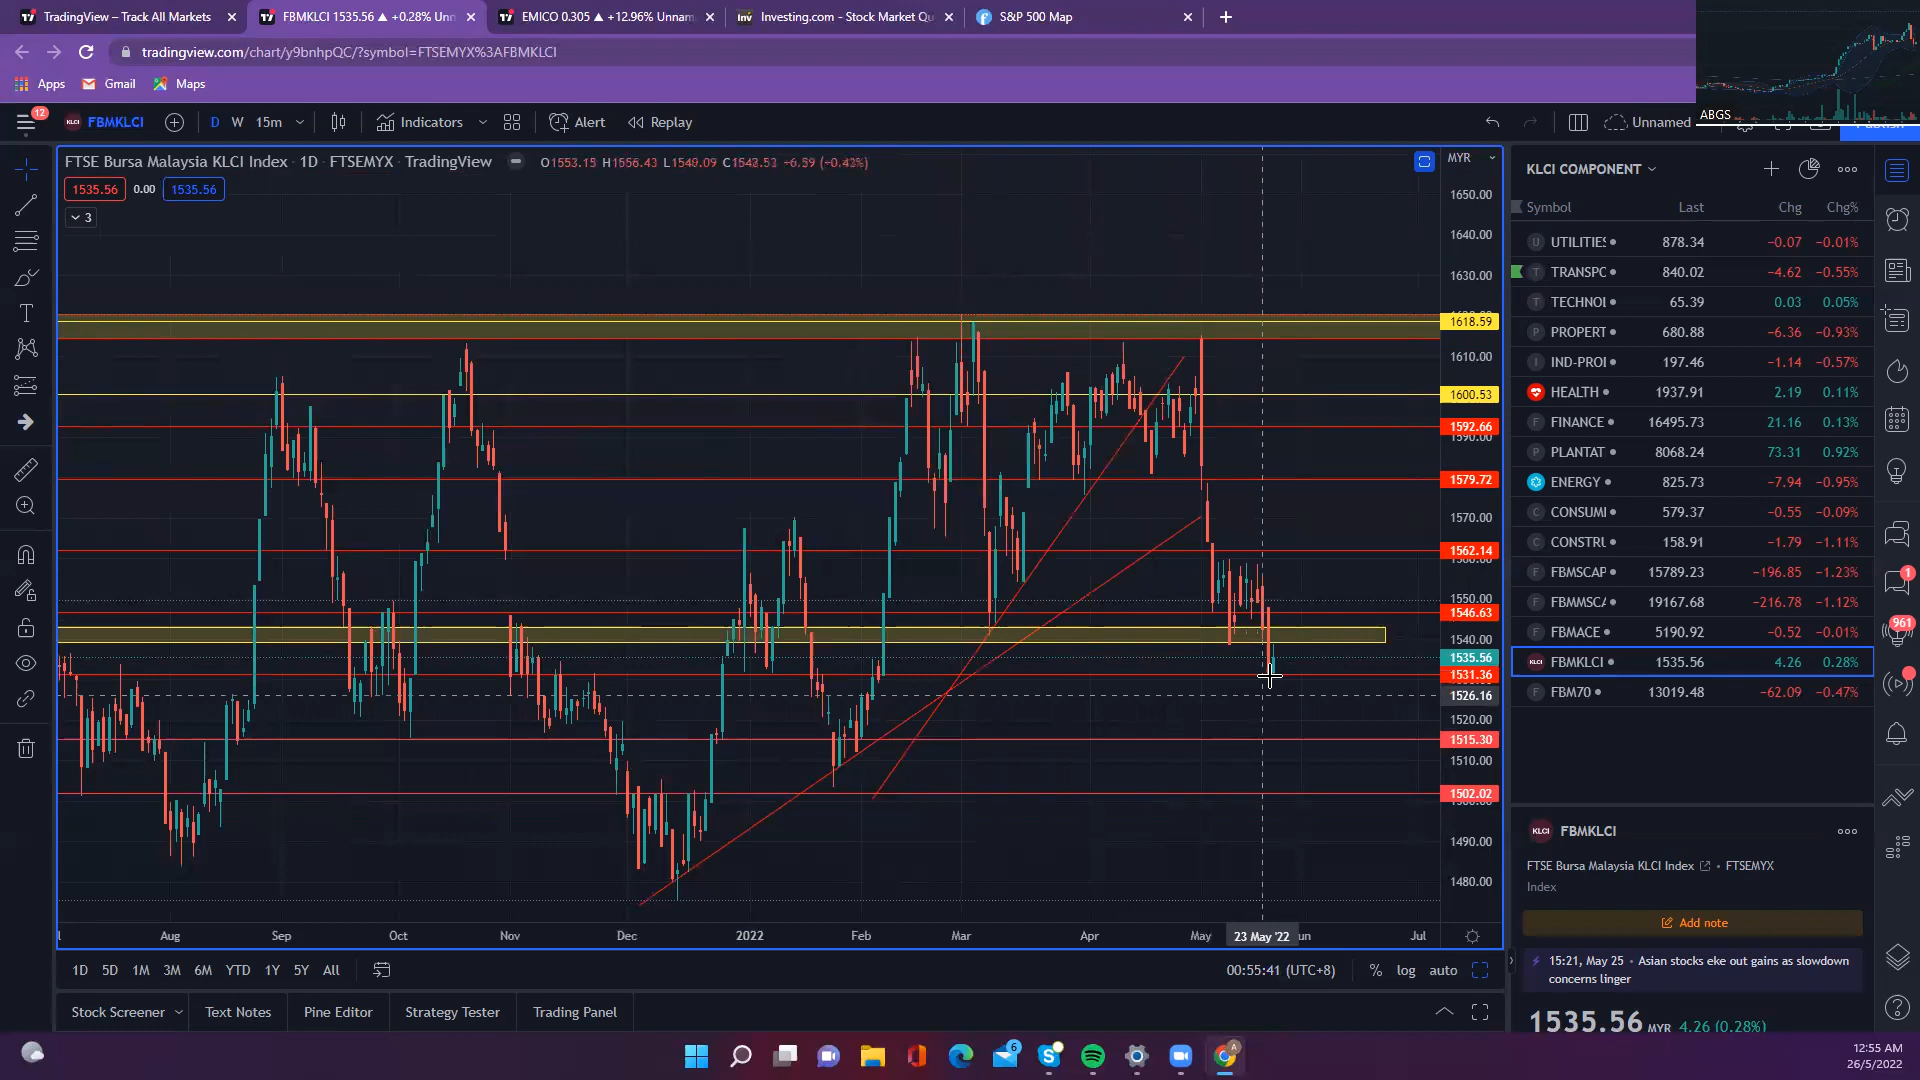 TradingView – Track All Markets
FBMKLCI 1535.56 ▲ +0.28% Unn
EMICO 0.305 ▲ +12.96% Unnam
Investing.com - Stock Market Qu
S&P 500 Map
tradingview.com/chart/y9bnhpQC/?symbol=FTSEMYX%3AFBMKLCI
Apps
Gmail
Maps
ABGS
12
FBMKLCI
D
W
15m
Indicators
Alert
Replay
Unnamed
FTSE Bursa Malaysia KLCI Index · 1D · FTSEMYX · TradingView
O1553.15 H1556.43 L1540.09 C1542.53 −6.59 (−0.43%)
1535.56 0.00 1535.56
3
MYR
1650.00
1640.00
1630.00
1618.59
1610.00
1600.53
1592.66
1590.00
1579.72
1570.00
1562.14
1560.00
1550.00
1546.63
1540.00
1535.56
1531.36
1526.16
1520.00
1515.30
1510.00
1502.02
1490.00
1480.00
Aug Sep Oct Nov Dec 2022 Feb Mar Apr May 23 May '22 un Jul
1D 5D 1M 3M 6M YTD 1Y 5Y All
00:55:41 (UTC+8)
% log auto
Stock Screener
Text Notes
Pine Editor
Strategy Tester
Trading Panel
KLCI COMPONENT
Symbol Last Chg Chg%
UTILITIES 878.34 −0.07 −0.01%
TRANSPC 840.02 −4.62 −0.55%
TECHNOL 65.39 0.03 0.05%
PROPERT 680.88 −6.36 −0.93%
IND-PROI 197.46 −1.14 −0.57%
HEALTH 1937.91 2.19 0.11%
FINANCE 16495.73 21.16 0.13%
PLANTAT 8068.24 73.31 0.92%
ENERGY 825.73 −7.94 −0.95%
CONSUMI 579.37 −0.55 −0.09%
CONSTRU 158.91 −1.79 −1.11%
FBMSCAP 15789.23 −196.85 −1.23%
FBMMSCA 19167.68 −216.78 −1.12%
FBMACE 5190.92 −0.52 −0.01%
FBMKLCI 1535.56 4.26 0.28%
FBM70 13019.48 −62.09 −0.47%
1
961
KLCI FBMKLCI
FTSE Bursa Malaysia KLCI Index • FTSEMYX
Index
Add note
15:21, May 25 • Asian stocks eke out gains as slowdown
concerns linger
1535.56 MYR 4.26 (0.28%)
6
12:55 AM
26/5/2022